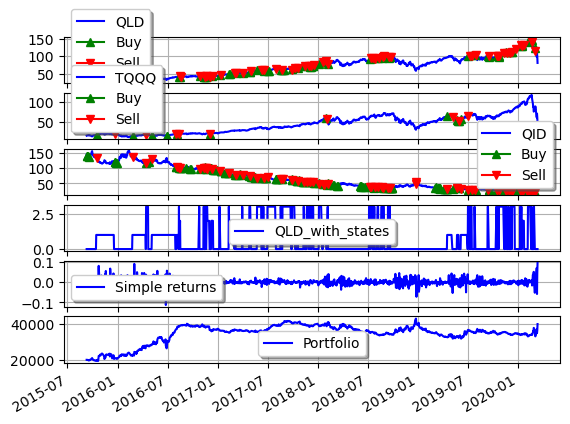 QLD
Buy
Sell
150
100
50
TQQQ
Buy
Sell
100
50
QID
Buy
Sell
150
100
50
2.5
0.0
QLD_with_states
0.1
0.0
−0.1
Simple returns
40000
20000
Portfolio
2015-07
2016-01
2016-07
2017-01
2017-07
2018-01
2018-07
2019-01
2019-07
2020-01